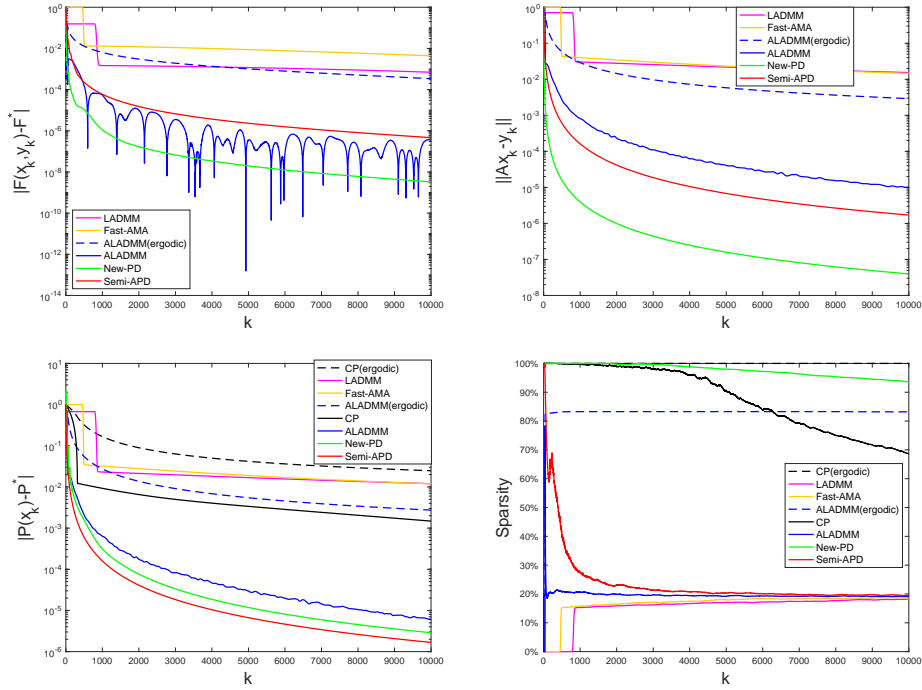 10^0
10^-2
10^-4
10^-6
10^-8
10^-10
10^-12
10^-14
|F(x_k,y_k)-F^*|
LADMM
Fast-AMA
ALADMM(ergodic)
ALADMM
New-PD
Semi-APD
0 1000 2000 3000 4000 5000 6000 7000 8000 9000 10000
k
10^0
10^-1
10^-2
10^-3
10^-4
10^-5
10^-6
10^-7
10^-8
||Ax_k-y_k||
LADMM
Fast-AMA
ALADMM(ergodic)
ALADMM
New-PD
Semi-APD
0 1000 2000 3000 4000 5000 6000 7000 8000 9000 10000
k
10^1
10^0
10^-1
10^-2
10^-3
10^-4
10^-5
10^-6
|P(x_k)-P^*|
CP(ergodic)
LADMM
Fast-AMA
ALADMM(ergodic)
CP
ALADMM
New-PD
Semi-APD
0 1000 2000 3000 4000 5000 6000 7000 8000 9000 10000
k
100%
90%
80%
70%
60%
50%
40%
30%
20%
10%
0%
Sparsity
CP(ergodic)
LADMM
Fast-AMA
ALADMM(ergodic)
CP
ALADMM
New-PD
Semi-APD
0 1000 2000 3000 4000 5000 6000 7000 8000 9000 10000
k